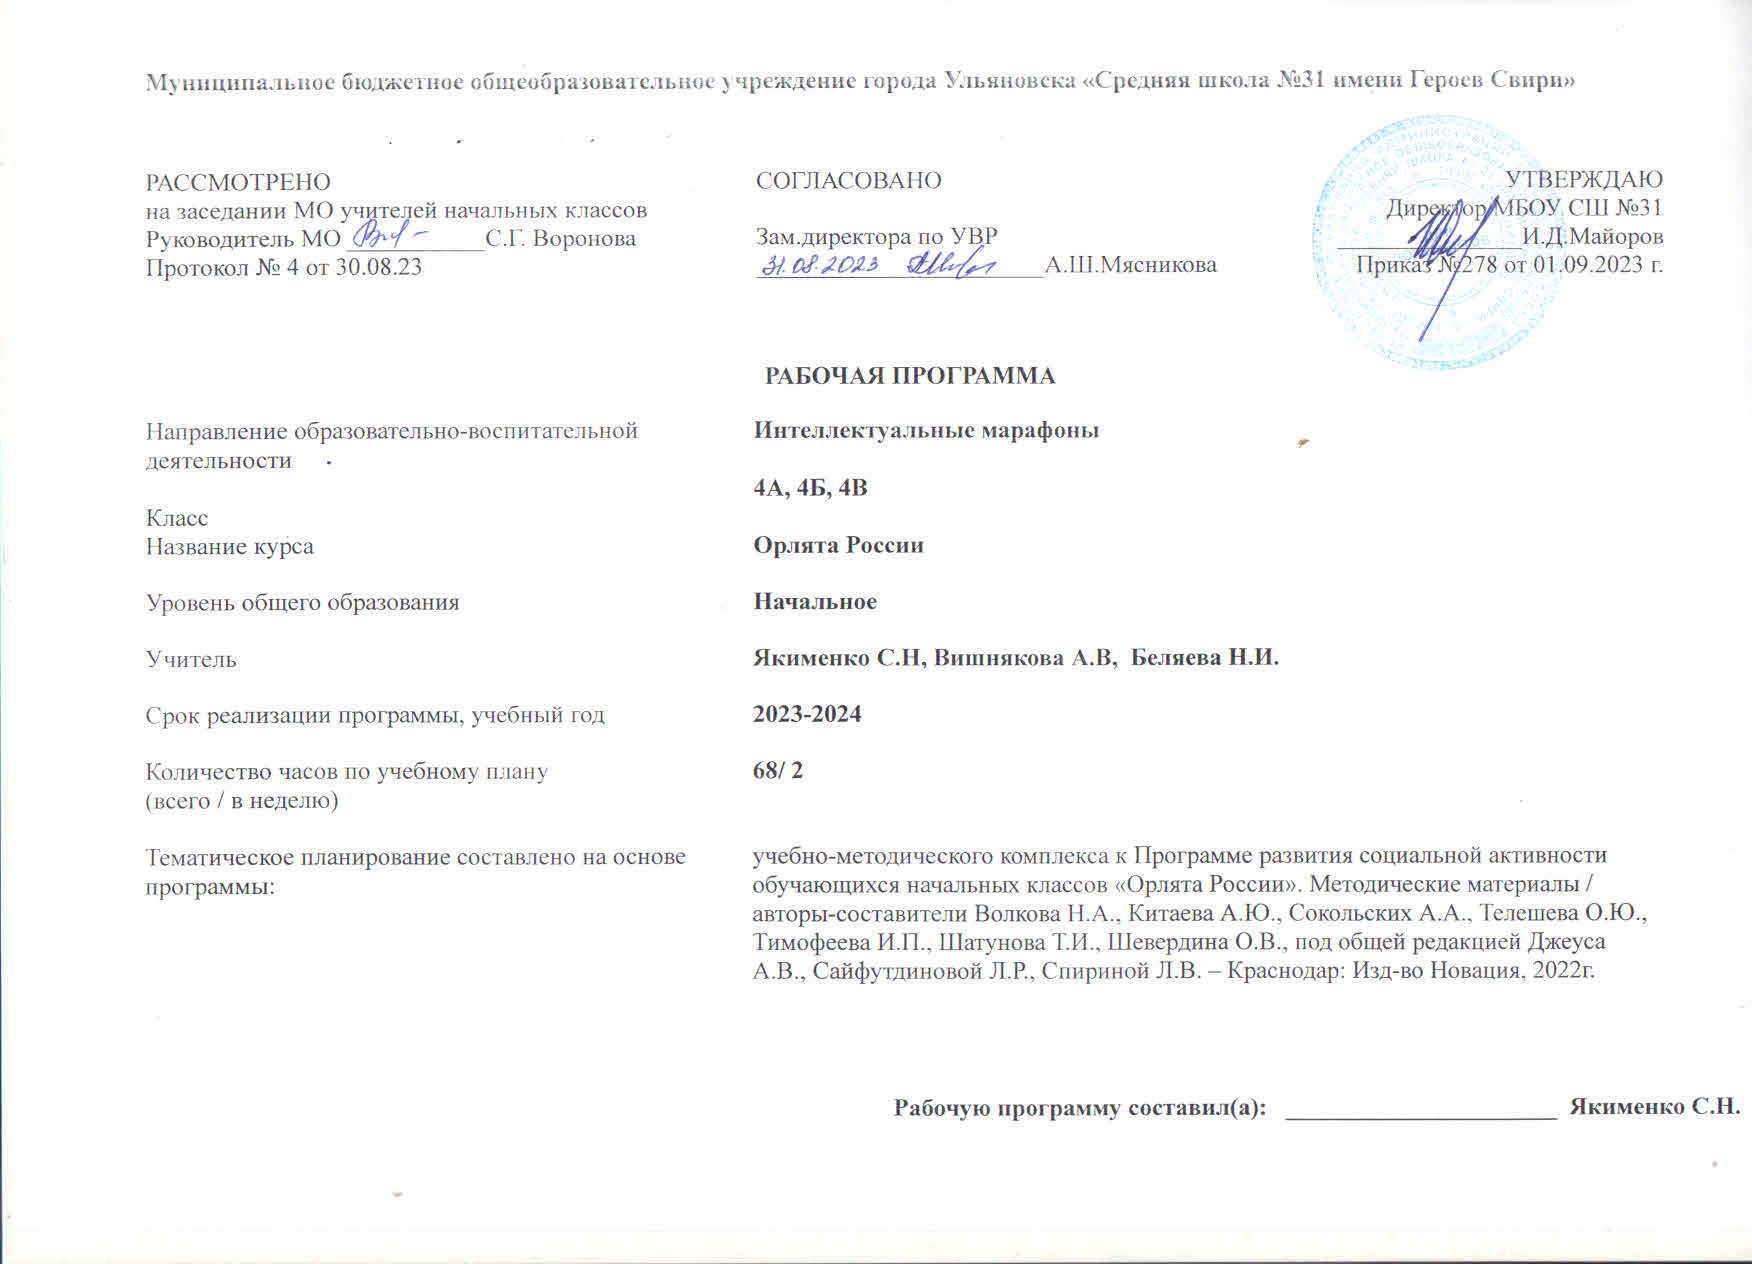 Муниципальное бюджетное общеобразовательное учреждение города Ульяновска «Средняя школа №31 имени Героев Свири»
РАССМОТРЕНО
на заседании МО учителей начальных классов
Руководитель МО ____________С.Г. Воронова
Протокол № 4 от 30.08.23
СОГЛАСОВАНО
Зам.директора по УВР
31.08.2023 ____________А.Ш.Мясникова
УТВЕРЖДАЮ
Директор МБОУ СШ №31
____________И.Д.Майоров
Приказ №278 от 01.09.2023 г.
РАБОЧАЯ ПРОГРАММА
Направление образовательно-воспитательной
деятельности
Интеллектуальные марафоны
4А, 4Б, 4В
Класс
Название курса
Орлята России
Уровень общего образования
Начальное
Учитель
Якименко С.Н, Вишнякова А.В,  Беляева Н.И.
Срок реализации программы, учебный год
2023-2024
Количество часов по учебному плану
(всего / в неделю)
68/ 2
Тематическое планирование составлено на основе
программы:
учебно-методического комплекса к Программе развития социальной активности
обучающихся начальных классов «Орлята России». Методические материалы /
авторы-составители Волкова Н.А., Китаева А.Ю., Сокольских А.А., Телешева О.Ю.,
Тимофеева И.П., Шатунова Т.И., Шевердина О.В., под общей редакцией Джеуса
А.В., Сайфутдиновой Л.Р., Спириной Л.В. – Краснодар: Изд-во Новация, 2022г.
Рабочую программу составил(а): ____________ Якименко С.Н.